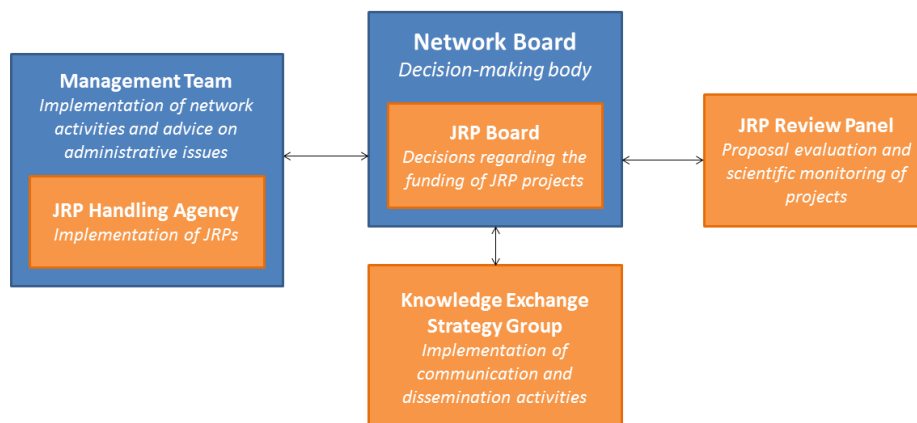 Network Board
Decision-making body
JRP Board
Decisions regarding the
funding of JRP projects
Management Team
Implementation of network
activities and advice on
administrative issues
JRP Handling Agency
Implementation of JRPs
JRP Review Panel
Proposal evaluation and
scientific monitoring of
projects
Knowledge Exchange
Strategy Group
Implementation of
communication and
dissemination activities